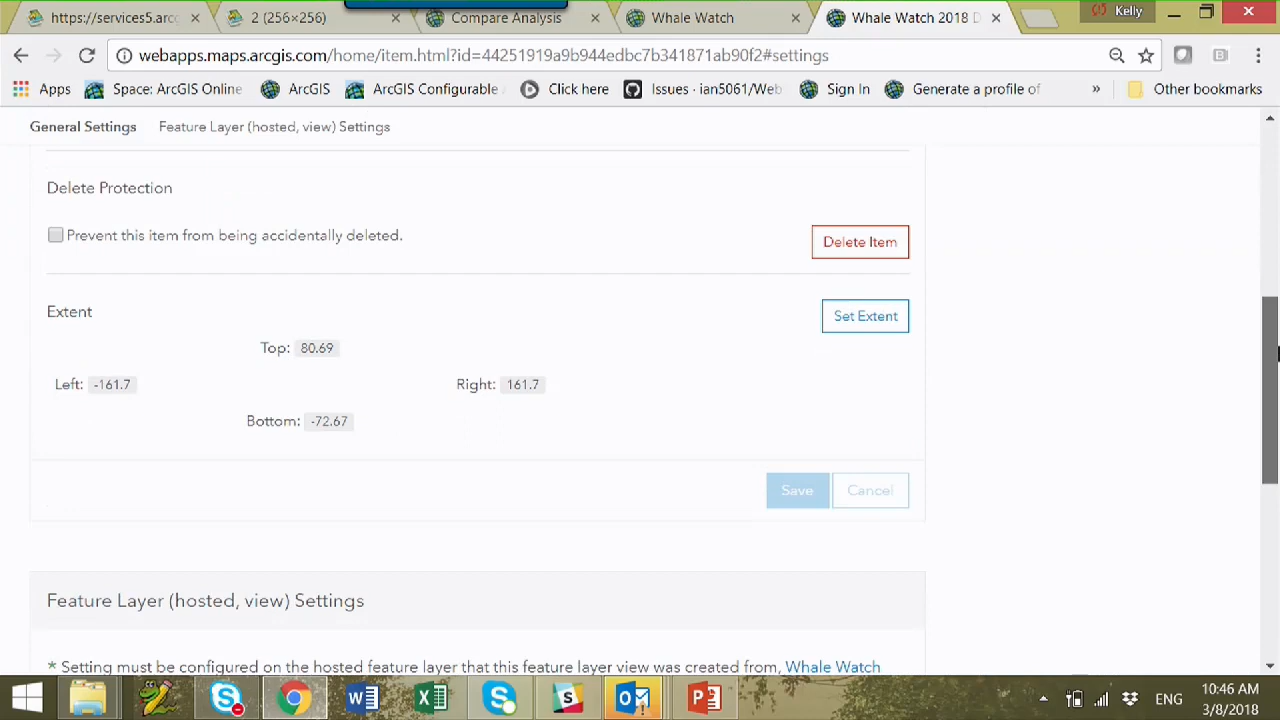 https://services5.arc
2 (256×256)
Compare Analysis
Whale Watch
Whale Watch 2018 D
Kelly
webapps.maps.arcgis.com/home/item.html?id=44251919a9b944edbc7b341871ab90f2#settings
Apps
Space: ArcGIS Online
ArcGIS
ArcGIS Configurable
Click here
Issues · ian5061/Web
Sign In
Generate a profile of
»
Other bookmarks
General Settings
Feature Layer (hosted, view) Settings
Delete Protection
Prevent this item from being accidentally deleted.
Delete Item
Extent
Set Extent
Top: 80.69
Left: -161.7
Right: 161.7
Bottom: -72.67
Save
Cancel
Feature Layer (hosted, view) Settings
* Setting must be configured on the hosted feature layer that this feature layer view was created from, Whale Watch
ENG
10:46 AM
3/8/2018